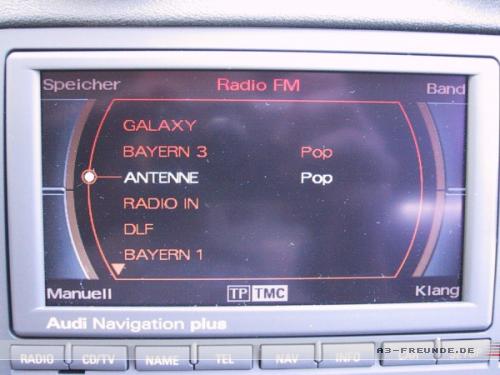 Speicher Radio FM Band
GALAXY
BAYERN 3 Pop
ANTENNE Pop
RADIO IN
DLF
BAYERN 1
Manuell TP TMC Klang
Audi Navigation plus
RADIO CD/TV NAME TEL NAV INFO
A3-FREUNDE.DE